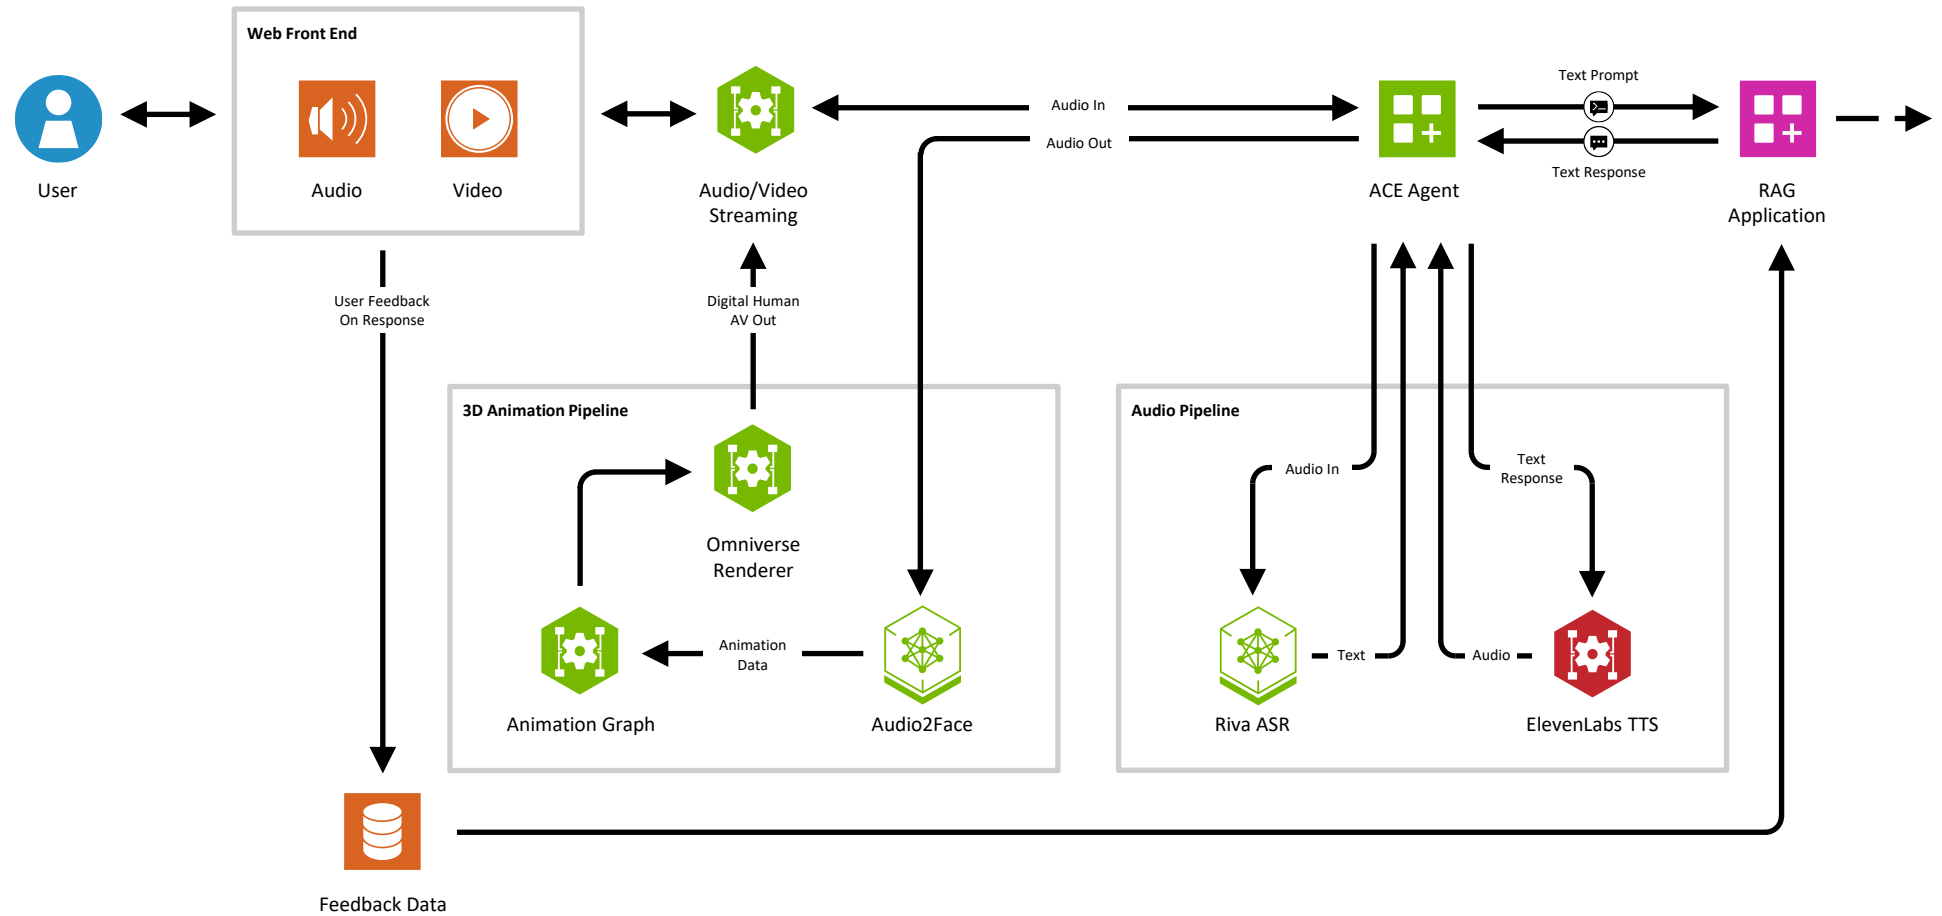 Web Front End
Audio
Video
User
Audio/Video
Streaming
Audio In
Audio Out
ACE Agent
Text Prompt
Text Response
RAG
Application
User Feedback
On Response
Digital Human
AV Out
3D Animation Pipeline
Omniverse
Renderer
Animation Graph
Animation
Data
Audio2Face
Audio Pipeline
Audio In
Text
Response
Riva ASR
Text
Audio
ElevenLabs TTS
Feedback Data